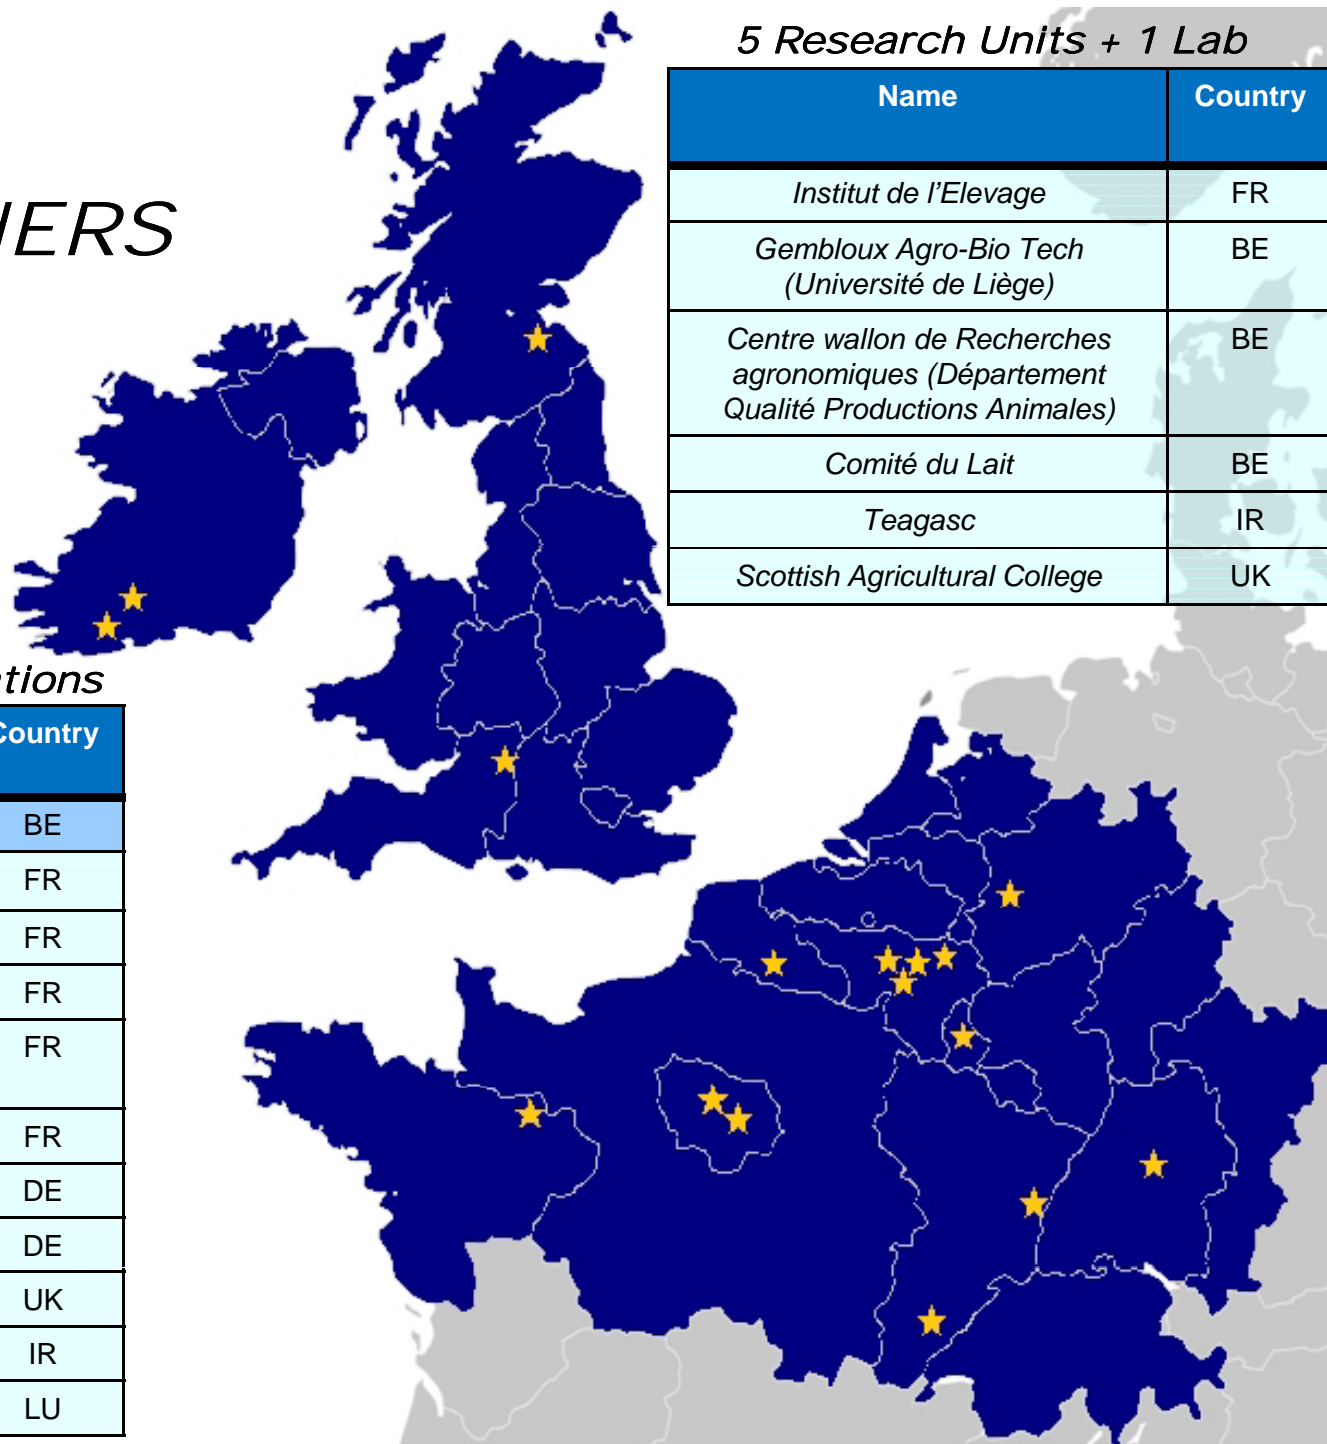 5 Research Units + 1 Lab
Name Country
Institut de l’Elevage FR
Gembloux Agro-Bio Tech BE
(Université de Liège)
Centre wallon de Recherches BE
agronomiques (Département
Qualité Productions Animales)
Comité du Lait BE
Teagasc IR
Scottish Agricultural College UK
IERS
ations
Country
BE
FR
FR
FR
FR
FR
DE
DE
UK
IR
LU